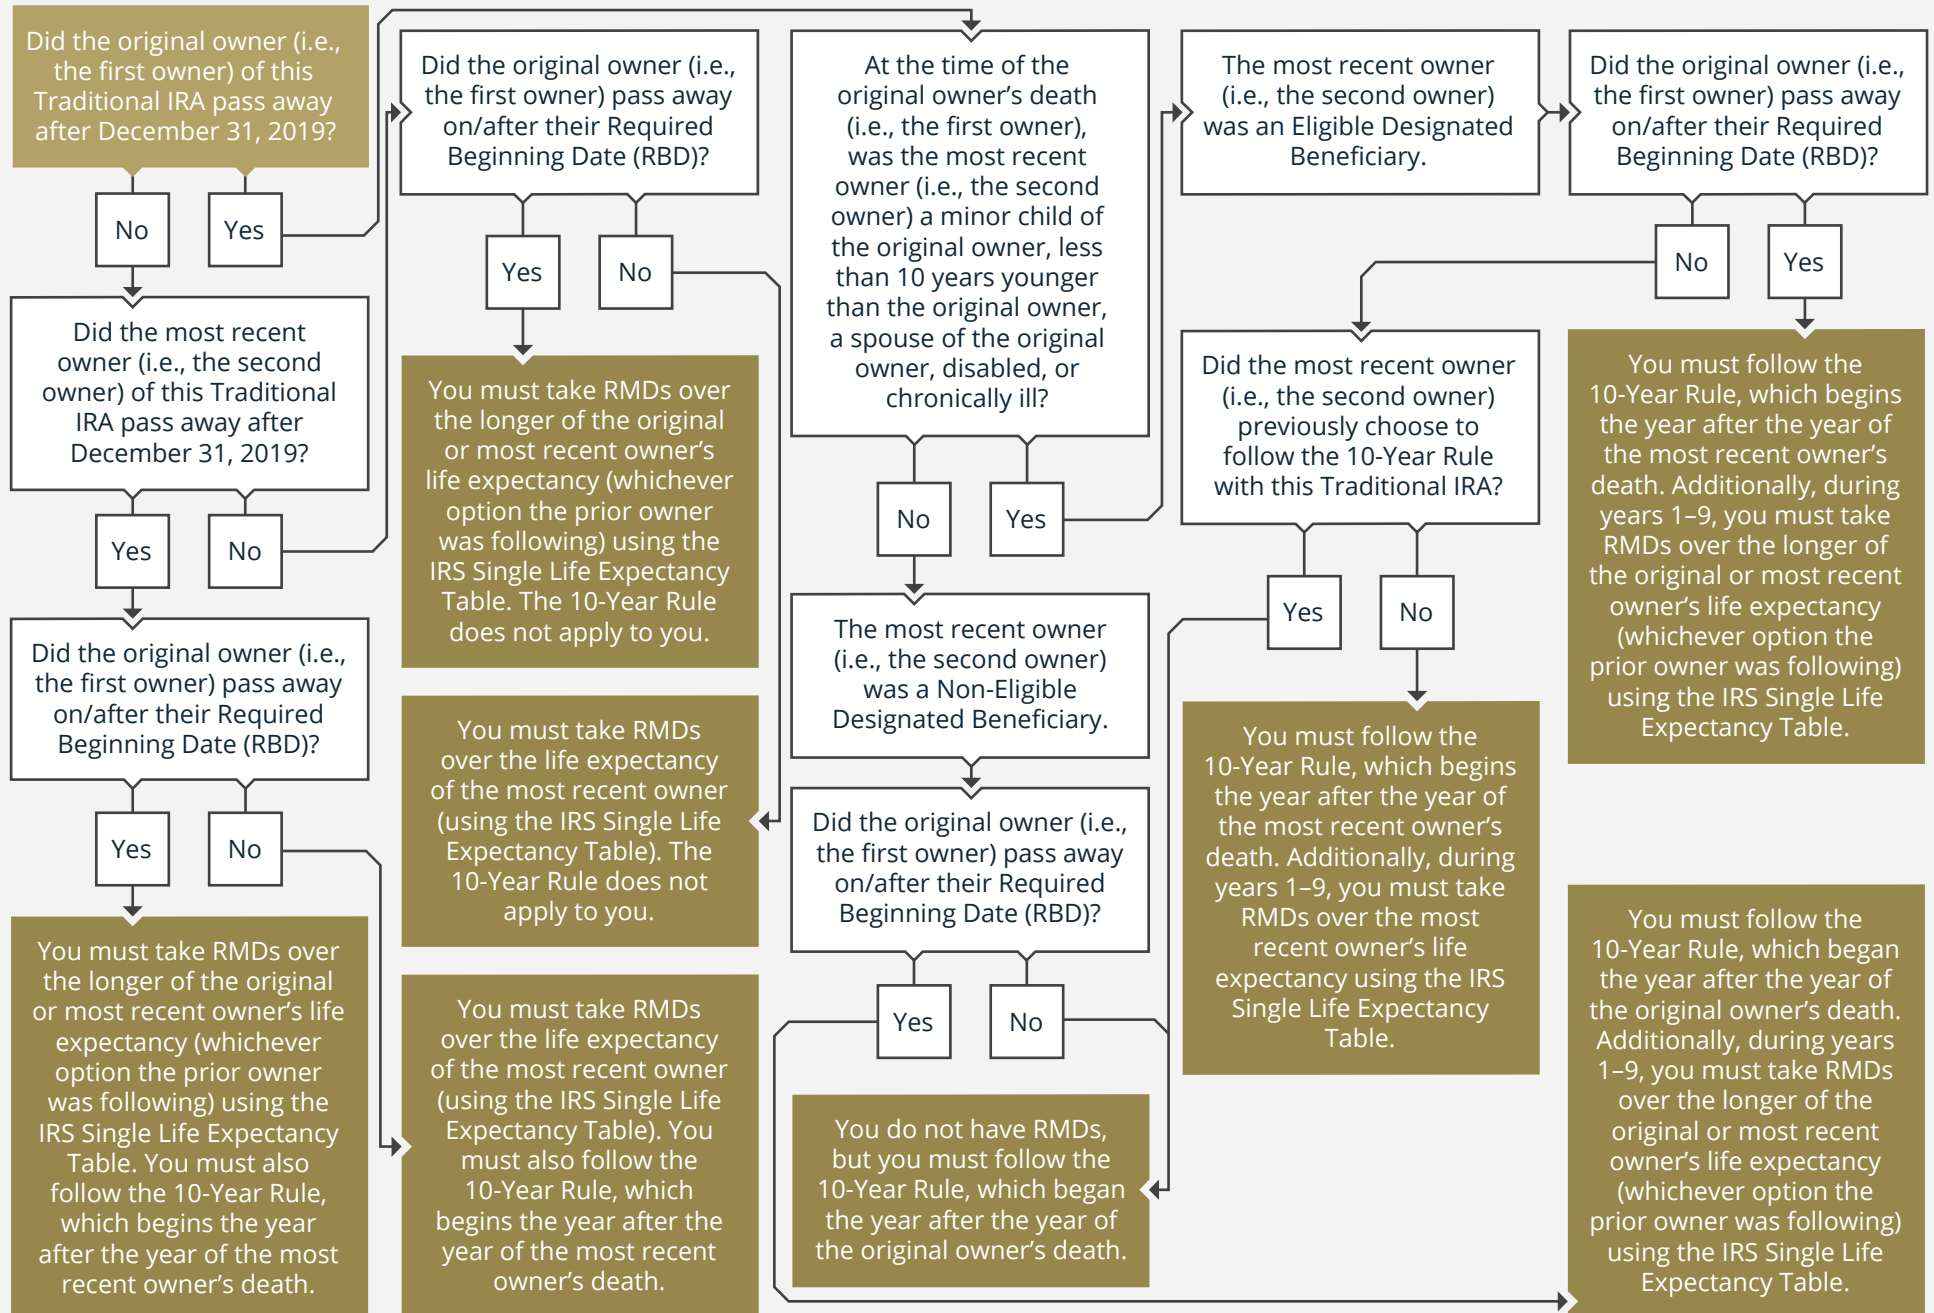 Did the original owner (i.e.,
the first owner) of this
Traditional IRA pass away
after December 31, 2019?
No
Yes
Did the most recent
owner (i.e., the second
owner) of this Traditional
IRA pass away after
December 31, 2019?
Yes
No
Did the original owner (i.e.,
the first owner) pass away
on/after their Required
Beginning Date (RBD)?
Yes
No
You must take RMDs over
the longer of the original
or most recent owner's life
expectancy (whichever
option the prior owner
was following) using the
IRS Single Life Expectancy
Table. You must also
follow the 10-Year Rule,
which begins the year
after the year of the most
recent owner's death.
Did the original owner (i.e.,
the first owner) pass away
on/after their Required
Beginning Date (RBD)?
Yes
No
You must take RMDs over
the longer of the original
or most recent owner's
life expectancy (whichever
option the prior owner
was following) using the
IRS Single Life Expectancy
Table. The 10-Year Rule
does not apply to you.
You must take RMDs
over the life expectancy
of the most recent owner
(using the IRS Single Life
Expectancy Table). The
10-Year Rule does not
apply to you.
You must take RMDs
over the life expectancy
of the most recent owner
(using the IRS Single Life
Expectancy Table). You
must also follow the
10-Year Rule, which
begins the year after the
year of the most recent
owner's death.
At the time of the
original owner's death
(i.e., the first owner),
was the most recent
owner (i.e., the second
owner) a minor child of
the original owner, less
than 10 years younger
than the original owner,
a spouse of the original
owner, disabled, or
chronically ill?
No
Yes
The most recent owner
(i.e., the second owner)
was a Non-Eligible
Designated Beneficiary.
Did the original owner (i.e.,
the first owner) pass away
on/after their Required
Beginning Date (RBD)?
Yes
No
You do not have RMDs,
but you must follow the
10-Year Rule, which began
the year after the year of
the original owner's death.
The most recent owner
(i.e., the second owner)
was an Eligible Designated
Beneficiary.
Did the most recent owner
(i.e., the second owner)
previously choose to
follow the 10-Year Rule
with this Traditional IRA?
Yes
No
You must follow the
10-Year Rule, which begins
the year after the year of
the most recent owner's
death. Additionally, during
years 1–9, you must take
RMDs over the most
recent owner's life
expectancy using the IRS
Single Life Expectancy
Table.
Did the original owner (i.e.,
the first owner) pass away
on/after their Required
Beginning Date (RBD)?
No
Yes
You must follow the
10-Year Rule, which begins
the year after the year of
the most recent owner's
death. Additionally, during
years 1–9, you must take
RMDs over the longer of
the original or most recent
owner's life expectancy
(whichever option the
prior owner was following)
using the IRS Single Life
Expectancy Table.
You must follow the
10-Year Rule, which began
the year after the year of
the original owner's death.
Additionally, during years
1–9, you must take RMDs
over the longer of the
original or most recent
owner's life expectancy
(whichever option the
prior owner was following)
using the IRS Single Life
Expectancy Table.